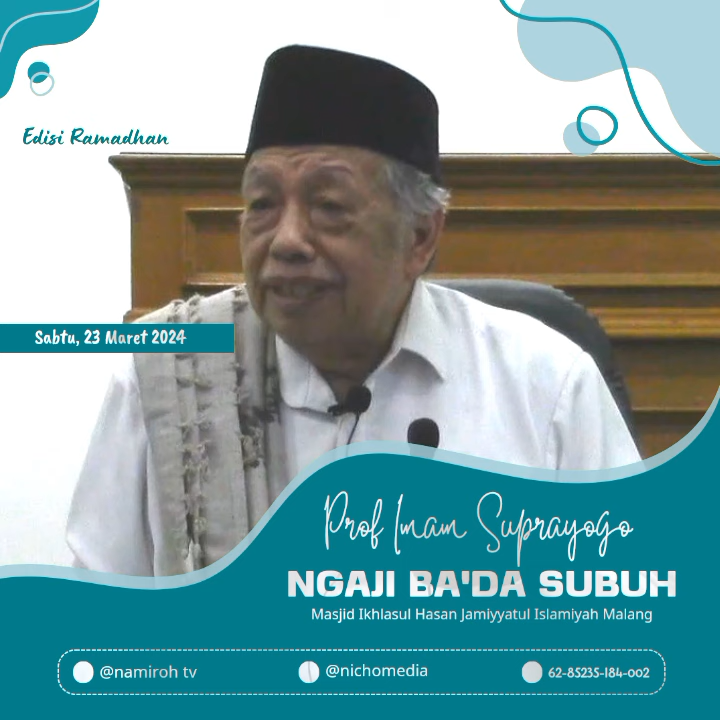 Edisi Ramadhan
Sabtu, 23 Maret 2024
Prof Imam Suprayogo
NGAJI BA'DA SUBUH
Masjid Ikhlasul Hasan Jamiyyatul Islamiyah Malang
@namiroh tv
@nichomedia
62-85235-184-002